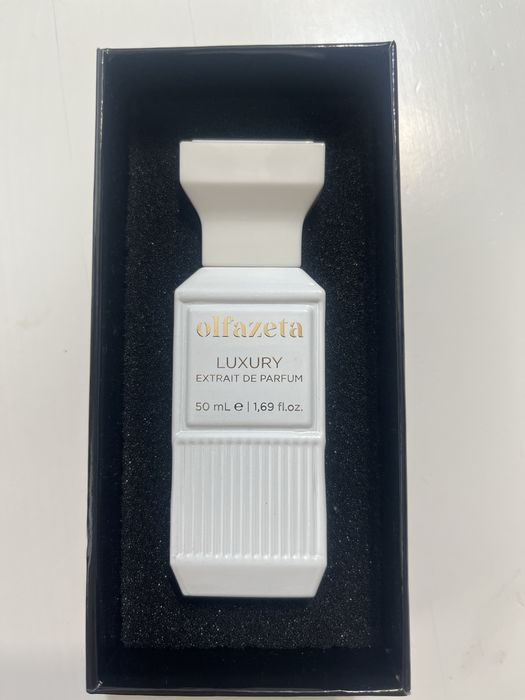 olfazeta
LUXURY
EXTRAIT DE PARFUM
50 mL ℮ | 1,69 fl.oz.